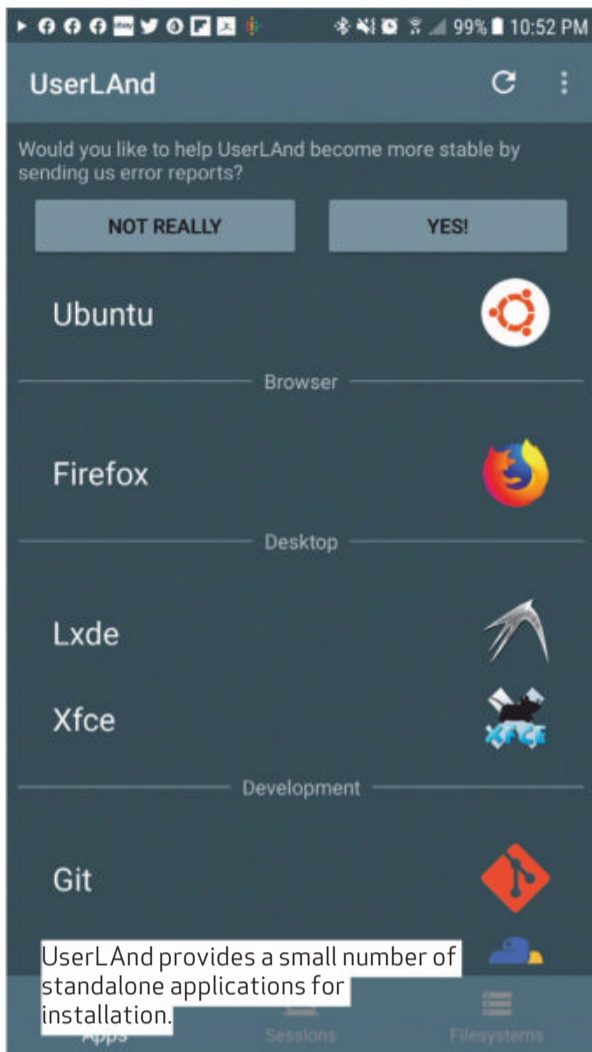 99% 10:52 PM
UserLAnd
Would you like to help UserLAnd become more stable by
sending us error reports?
NOT REALLY
YES!
Ubuntu
Browser
Firefox
Desktop
Lxde
Xfce
XFCE
Development
Git
UserLAnd provides a small number of
standalone applications for
installation.
Apps
Sessions
Filesystems